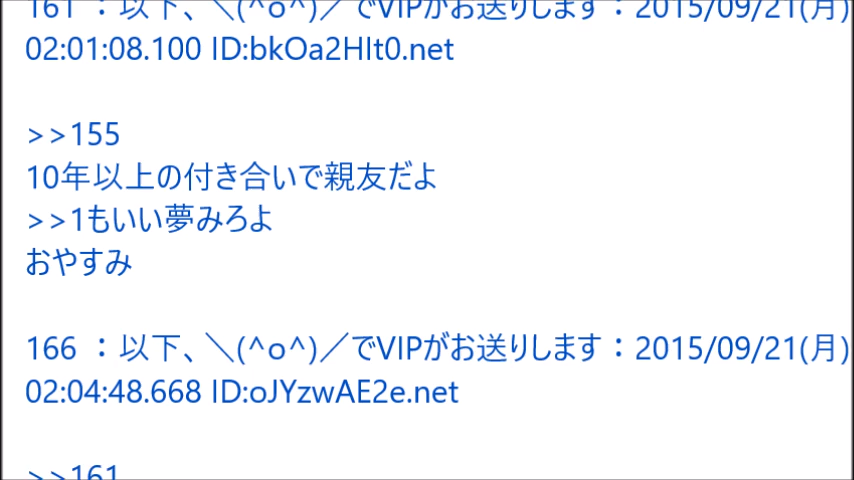 161 ：以下、＼(^o^)／でVIPがお送りします：2015/09/21(月)
02:01:08.100 ID:bkOa2HIt0.net
>>155
10年以上の付き合いで親友だよ
>>1もいい夢みろよ
おやすみ
166 ：以下、＼(^o^)／でVIPがお送りします：2015/09/21(月)
02:04:48.668 ID:oJYzwAE2e.net
>>161